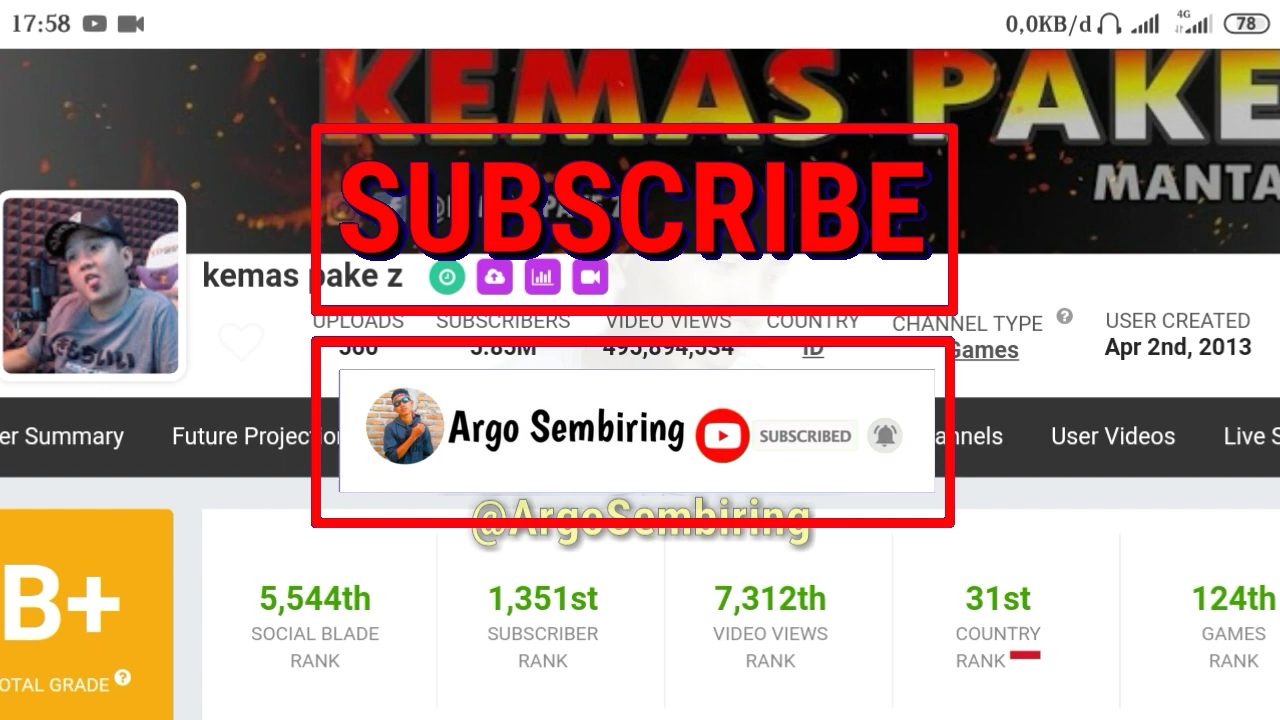 17:58
0,0KB/d 4G 78
KEMAS PAKE
MANTA
SUBSCRIBE
kemas pake z
UPLOADS SUBSCRIBERS VIDEO VIEWS COUNTRY CHANNEL TYPE USER CREATED
ID Games Apr 2nd, 2013
er Summary Future Projection annels User Videos Live S
Argo Sembiring SUBSCRIBED
@ArgoSembiring
B+
OTAL GRADE
5,544th 1,351st 7,312th 31st 124th
SOCIAL BLADE SUBSCRIBER VIDEO VIEWS COUNTRY GAMES
RANK RANK RANK RANK RANK